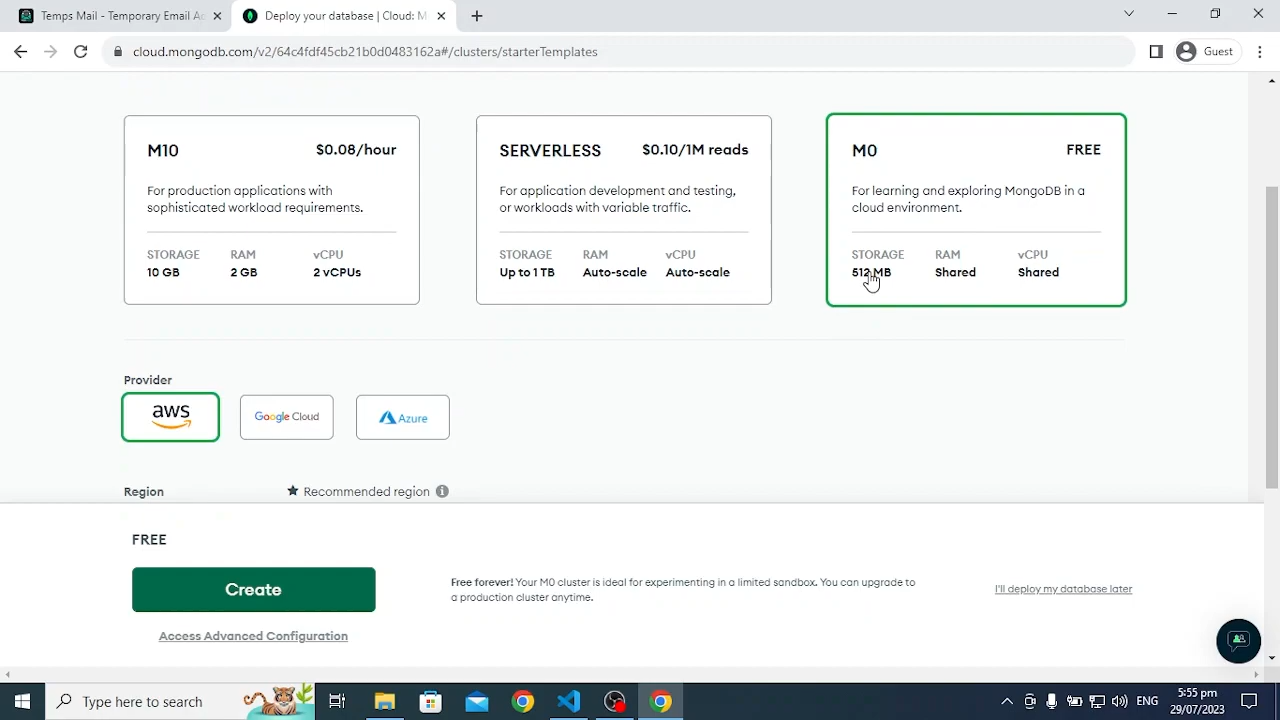 Temps Mail - Temporary Email Ad
Deploy your database | Cloud: M
cloud.mongodb.com/v2/64c4fdf45cb21b0d0483162a#/clusters/starterTemplates
Guest
M10 $0.08/hour
For production applications with
sophisticated workload requirements.
STORAGE RAM vCPU
10 GB 2 GB 2 vCPUs
SERVERLESS $0.10/1M reads
For application development and testing,
or workloads with variable traffic.
STORAGE RAM vCPU
Up to 1 TB Auto-scale Auto-scale
M0 FREE
For learning and exploring MongoDB in a
cloud environment.
STORAGE RAM vCPU
512 MB Shared Shared
Provider
aws Google Cloud Azure
Region ★ Recommended region
FREE
Create
Access Advanced Configuration
Free forever! Your M0 cluster is ideal for experimenting in a limited sandbox. You can upgrade to
a production cluster anytime.
I'll deploy my database later
Type here to search
ENG
5:55 pm
29/07/2023